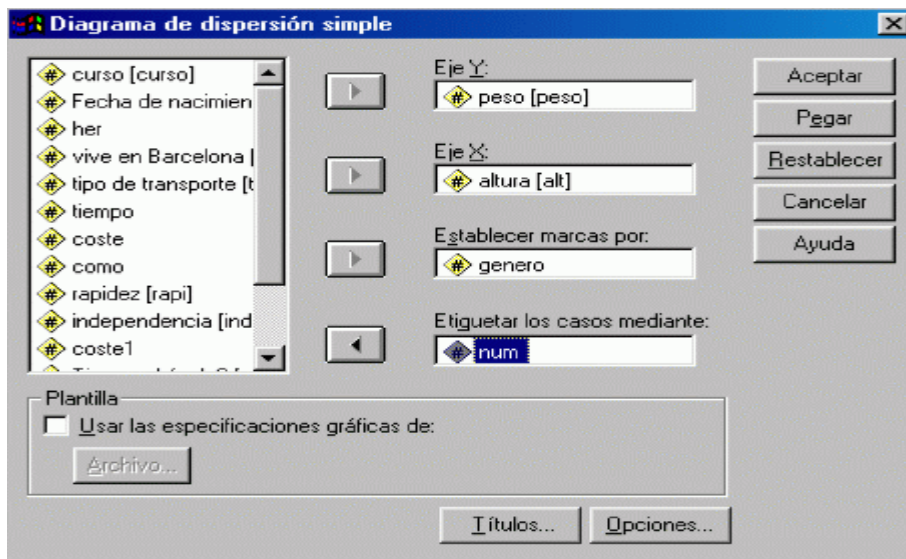 Diagrama de dispersión simple
curso [curso]
Fecha de nacimien
her
vive en Barcelona [
tipo de transporte [t
tiempo
coste
como
rapidez [rapi]
independencia [ind
coste1
Eje Y:
peso [peso]
Eje X:
altura [alt]
Establecer marcas por:
genero
Etiquetar los casos mediante:
num
Aceptar
Pegar
Restablecer
Cancelar
Ayuda
Plantilla
Usar las especificaciones gráficas de:
Archivo...
Títulos...
Opciones...